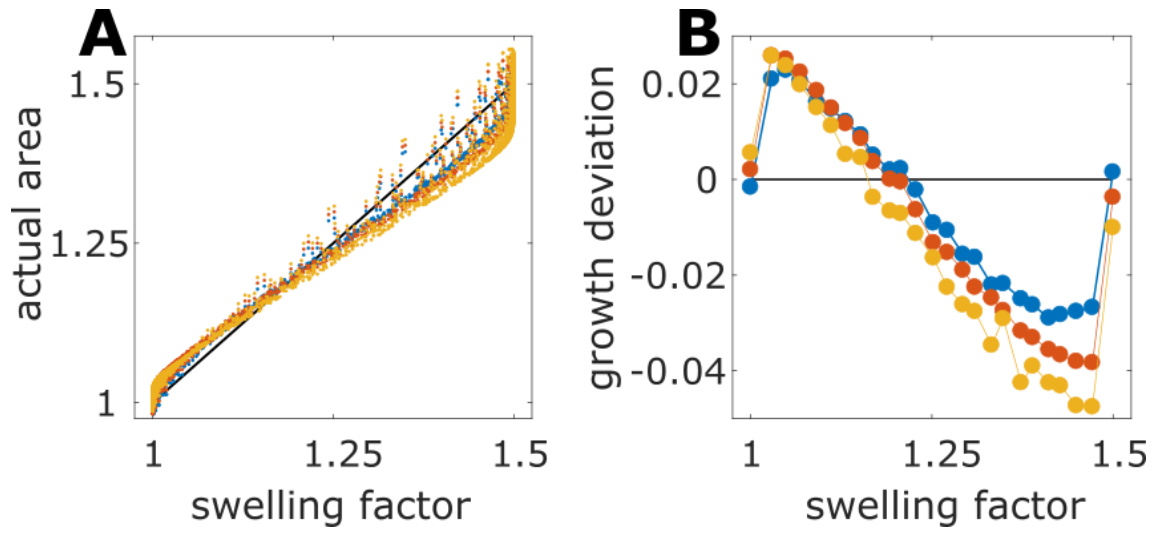 A
actual area
1.5
1.25
1
1
1.25
1.5
swelling factor
B
growth deviation
0.02
0
-0.02
-0.04
1
1.25
1.5
swelling factor